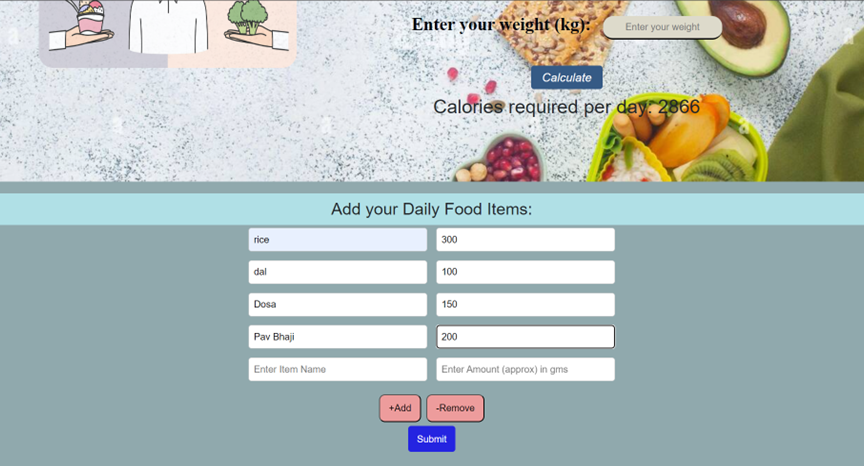 Enter your weight (kg): Enter your weight
Calculate
Calories required per day: 2866
Add your Daily Food Items:
rice 300
dal 100
Dosa 150
Pav Bhaji 200
Enter Item Name Enter Amount (approx) in gms
+Add -Remove
Submit